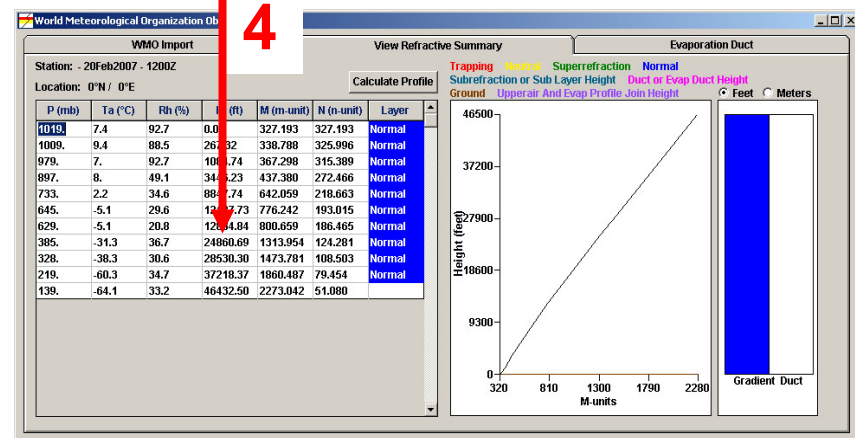 World Meteorological Organization Ob
4
WMO Import View Refractive Summary Evaporation Duct
Station: - 20Feb2007 - 1200Z
Location: 0°N / 0°E
Calculate Profile
Trapping Neutral Superrefraction Normal
Subrefraction or Sub Layer Height Duct or Evap Duct Height
Ground Upperair And Evap Profile Join Height Feet Meters
P (mb) Ta (°C) Rh (%) (ft) M (m-unit) N (n-unit) Layer
1019. 7.4 92.7 0.0 327.193 327.193 Normal
1009. 9.4 88.5 338.788 325.996 Normal
979. 7. 92.7 367.298 315.389 Normal
897. 8. 49.1 437.380 272.466 Normal
733. 2.2 34.6 642.059 218.663 Normal
645. -5.1 29.6 776.242 193.015 Normal
629. -5.1 20.8 800.659 186.465 Normal
385. -31.3 36.7 24860.69 1313.954 124.281 Normal
328. -38.3 30.6 28530.30 1473.781 108.503 Normal
219. -60.3 34.7 37218.37 1860.487 79.454 Normal
139. -64.1 33.2 46432.50 2273.042 51.080
46500
37200
27900
18600
9300
0
Height (feet)
320 810 1300 1790 2280
M-units
Gradient Duct